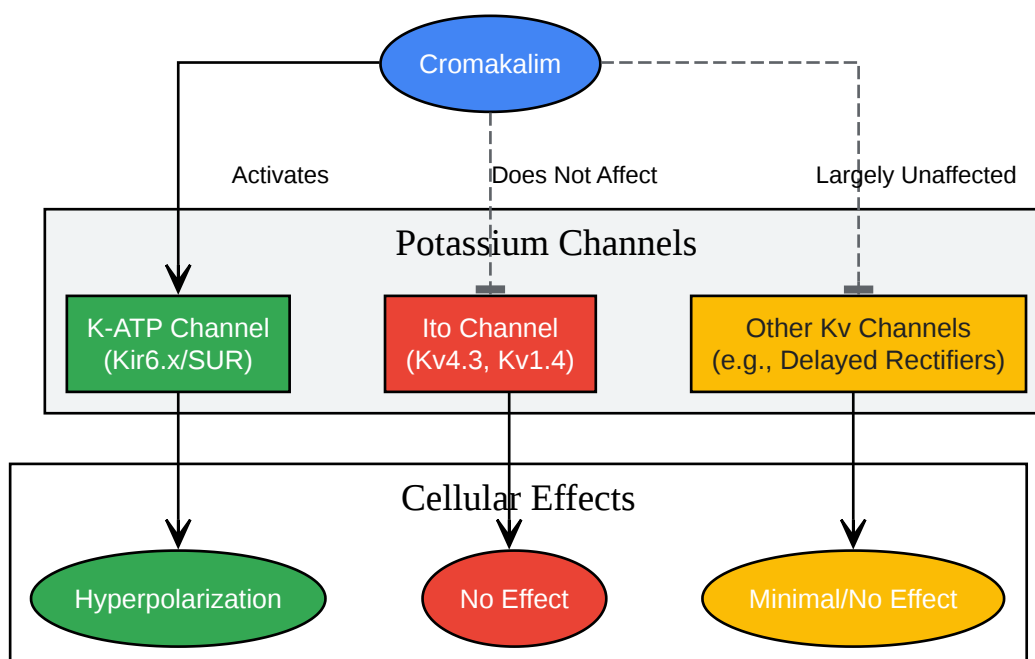 Cromakalim
Activates
Does Not Affect
Largely Unaffected
Potassium Channels
K-ATP Channel
(Kir6.x/SUR)
Ito Channel
(Kv4.3, Kv1.4)
Other Kv Channels
(e.g., Delayed Rectifiers)
Cellular Effects
Hyperpolarization
No Effect
Minimal/No Effect